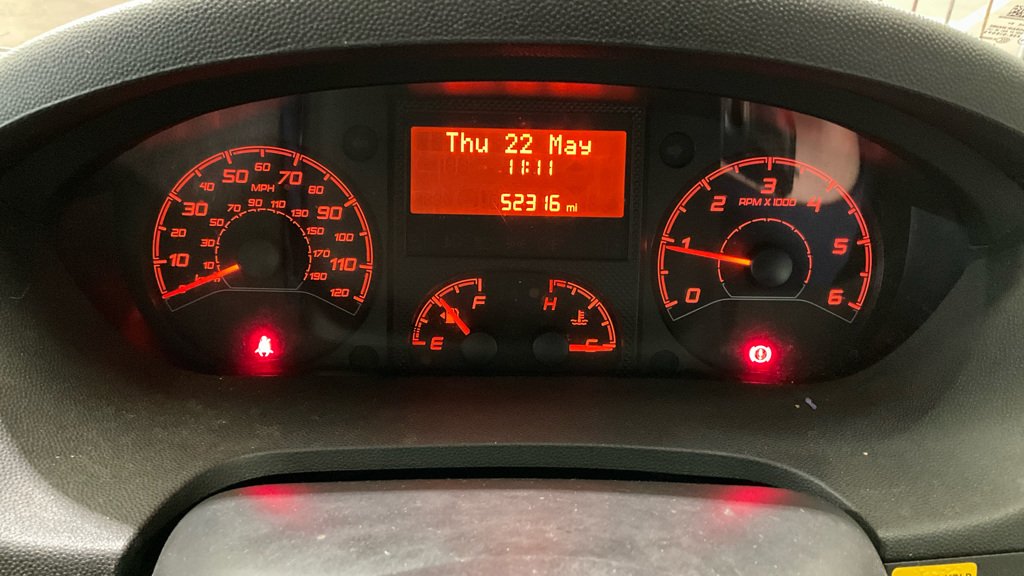 Thu 22 May
11:11
52316 mi
0 10 30 40 50 60 70 80 90 100 110 120
MPH
10 30 50 70 90 110 130 150 170 190
E F
H C
0 1 2 3 4 5 6
RPM X 1000